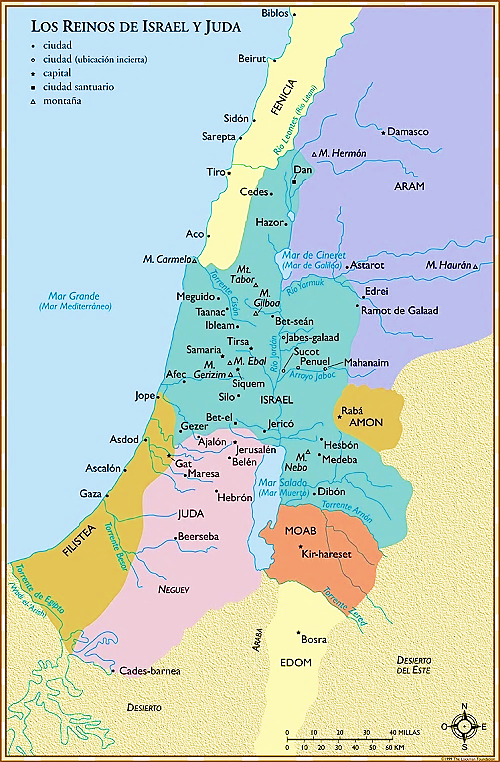 LOS REINOS DE ISRAEL Y JUDA
ciudad
ciudad (ubicación incierta)
capital
ciudad santuario
montaña
Biblos
Beirut
FENICIA
Río Leontes (Río Litani)
Sidón
Sarepta
Damasco
M. Hermón
Tiro
Dan
ARAM
Cedes
Hazor
Aco
M. Carmelo
Mar de Cineret
(Mar de Galilea)
Astarot
M. Haurán
Mt.
Tabor
Torrente Cisón
Río Yarmuk
Edrei
Mar Grande
(Mar Mediterráneo)
Meguido
M.
Gilboa
Ramot de Galaad
Taanac
Bet-seán
Ibleam
Jabes-galaad
Tirsa
Río Jordán
Samaria
M. Ebal
Sucot
Penuel
Mahanaim
M.
Gerizim
Afec
Arroyo Jaboc
Siquem
Jope
Silo
ISRAEL
Rabá
AMON
Bet-el
Jericó
Gezer
Asdod
Ajalón
Jerusalén
Hesbón
Belén
M.
Nebo
Medeba
Gat
Ascalón
Maresa
Mar Salado
(Mar Muerto)
Gaza
Hebrón
Dibón
Torrente Arnón
JUDA
MOAB
FILISTEA
Beerseba
Kir-hareset
Torrente Besor
NEGUEV
Torrente Zered
Torrente de Egipto
(Wadi el-Arish)
ARABA
Bosra
EDOM
DESIERTO
DEL ESTE
Cades-barnea
DESIERTO
N
O
E
S
0 10 20 30 40 MILLAS
0 10 20 30 40 50 60 KM
©1999 The Lockman Foundation